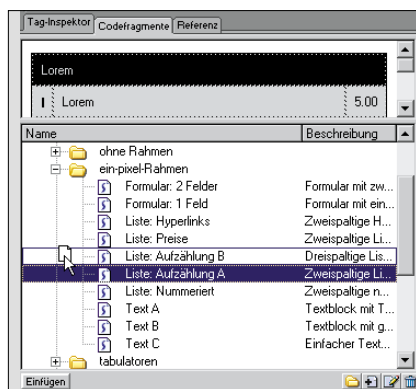 Tag-Inspektor Codefragmente Referenz
Lorem
Lorem 5.00
Name Beschreibung
ohne Rahmen
ein-pixel-Rahmen
Formular: 2 Felder Formular mit zw...
Formular: 1 Feld Formular mit ein...
Liste: Hyperlinks Zweispaltige H...
Liste: Preise Zweispaltige Li...
Liste: Aufzählung B Dreispaltige Lis...
Liste: Aufzählung A Zweispaltige Li...
Liste: Nummeriert Zweispaltige n...
Text A Textblock mit T...
Text B Textblock mit g...
Text C Einfacher Text...
tabulatoren
Einfügen